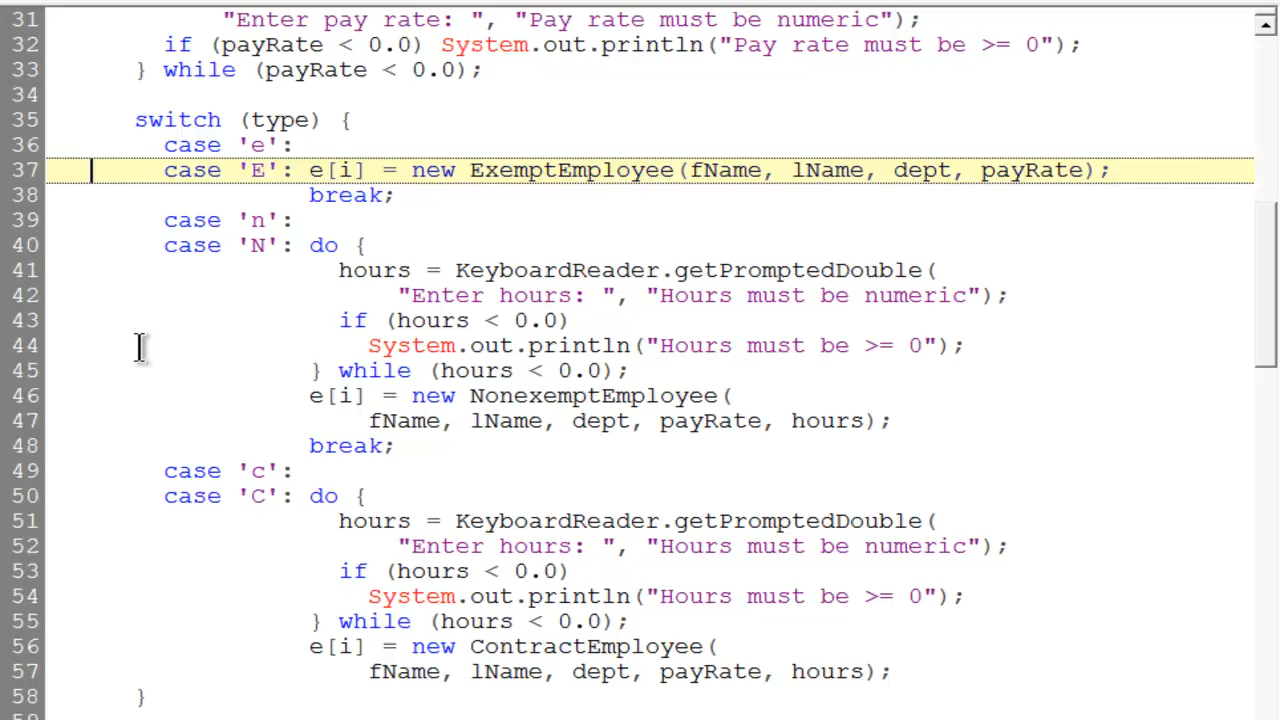 31 "Enter pay rate: ", "Pay rate must be numeric");
32 if (payRate < 0.0) System.out.println("Pay rate must be >= 0");
33 } while (payRate < 0.0);
34
35 switch (type) {
36 case 'e':
37 case 'E': e[i] = new ExemptEmployee(fName, lName, dept, payRate);
38 break;
39 case 'n':
40 case 'N': do {
41 hours = KeyboardReader.getPromptedDouble(
42 "Enter hours: ", "Hours must be numeric");
43 if (hours < 0.0)
44 System.out.println("Hours must be >= 0");
45 } while (hours < 0.0);
46 e[i] = new NonexemptEmployee(
47 fName, lName, dept, payRate, hours);
48 break;
49 case 'c':
50 case 'C': do {
51 hours = KeyboardReader.getPromptedDouble(
52 "Enter hours: ", "Hours must be numeric");
53 if (hours < 0.0)
54 System.out.println("Hours must be >= 0");
55 } while (hours < 0.0);
56 e[i] = new ContractEmployee(
57 fName, lName, dept, payRate, hours);
58 }